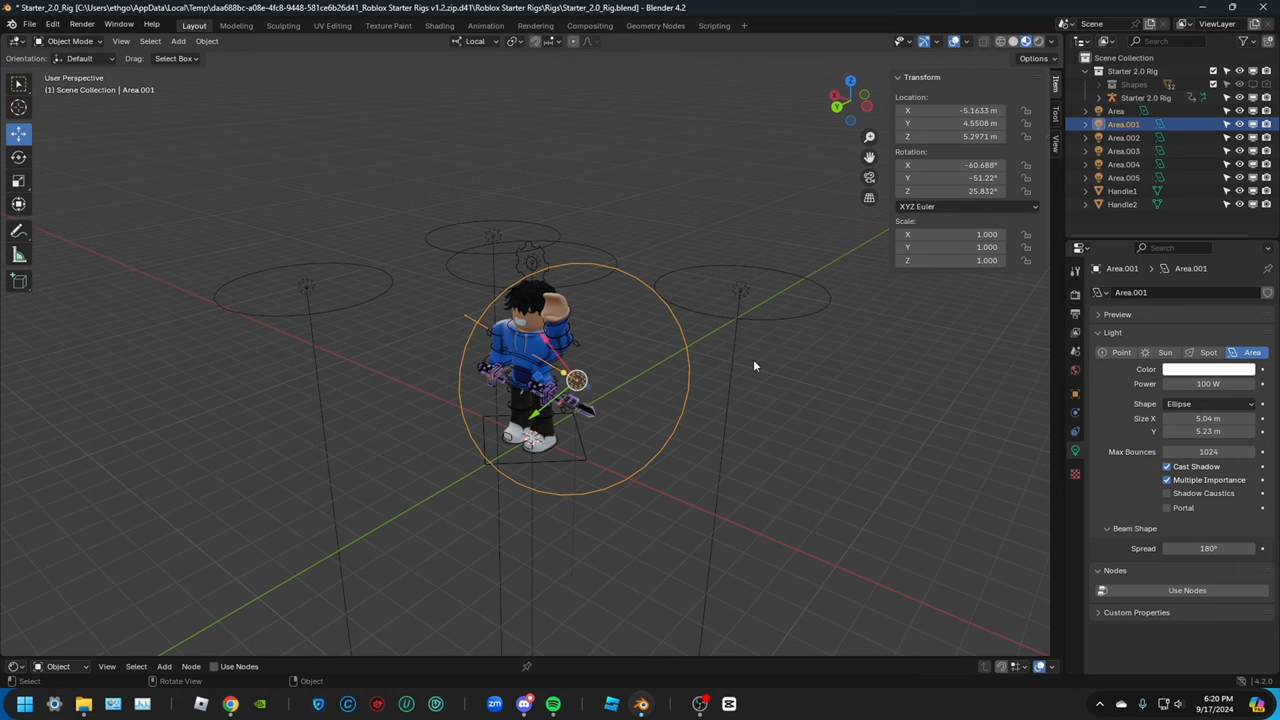 * Starter_2.0_Rig [C:\Users\ethgo\AppData\Local\Temp\daa688bc-a08e-4fc8-9448-581ce6b26d41_Roblox Starter Rigs v1.2.zip.d41\Roblox Starter Rigs\Rigs\Starter_2.0_Rig.blend] - Blender 4.2
File Edit Render Window Help Layout Modeling Sculpting UV Editing Texture Paint Shading Animation Rendering Compositing Geometry Nodes Scripting + Scene ViewLayer
Object Mode View Select Add Object Local Search
Orientation: Default Drag: Select Box Options
Scene Collection
Starter 2.0 Rig
Shapes 32
Starter 2.0 Rig
Area
Area.001
Area.002
Area.003
Area.004
Area.005
Handle1
Handle2
User Perspective
(1) Scene Collection | Area.001
X
Y
Z
Transform
Location:
X -5.1633 m
Y 4.5508 m
Z 5.2971 m
Rotation:
X -60.688°
Y -51.22°
Z 25.832°
XYZ Euler
Scale:
X 1.000
Y 1.000
Z 1.000
Item
Tool
View
Search
Area.001 > Area.001
Area.001
Preview
Light
Point Sun Spot Area
Color
Power 100 W
Shape Ellipse
Size X 5.04 m
Y 5.23 m
Max Bounces 1024
Cast Shadow
Multiple Importance
Shadow Caustics
Portal
Beam Shape
Spread 180°
Nodes
Use Nodes
Custom Properties
Object View Select Add Node Use Nodes
Select Rotate View Object 4.2.0
6:20 PM
9/17/2024